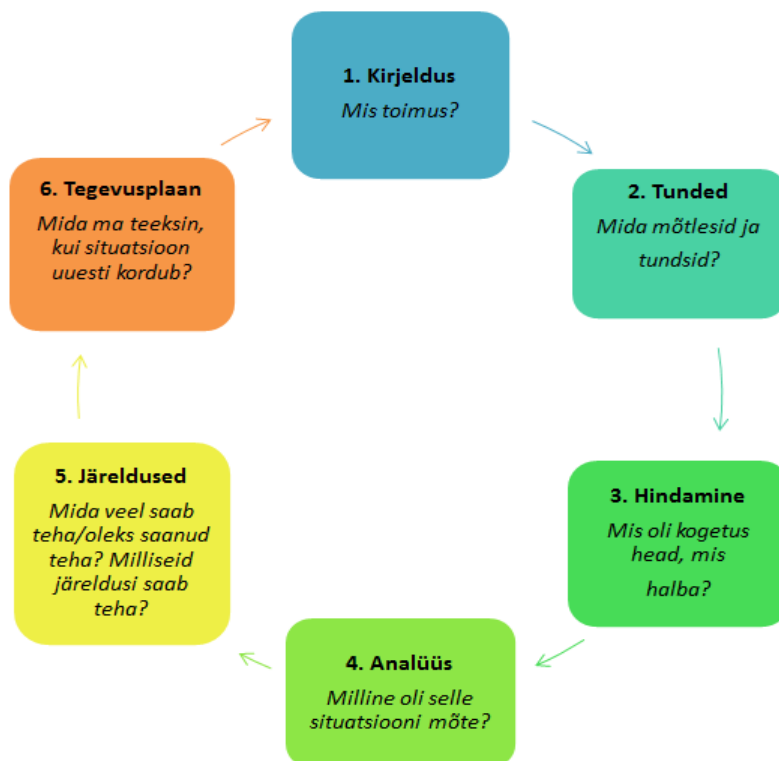 1. Kirjeldus
Mis toimus?
2. Tunded
Mida mõtlesid ja
tundsid?
3. Hindamine
Mis oli kogetus
head, mis
halba?
4. Analüüs
Milline oli selle
situatsiooni mõte?
5. Järeldused
Mida veel saab
teha/oleks saanud
teha? Milliseid
järeldusi saab
teha?
6. Tegevusplaan
Mida ma teeksin,
kui situatsioon
uuesti kordub?